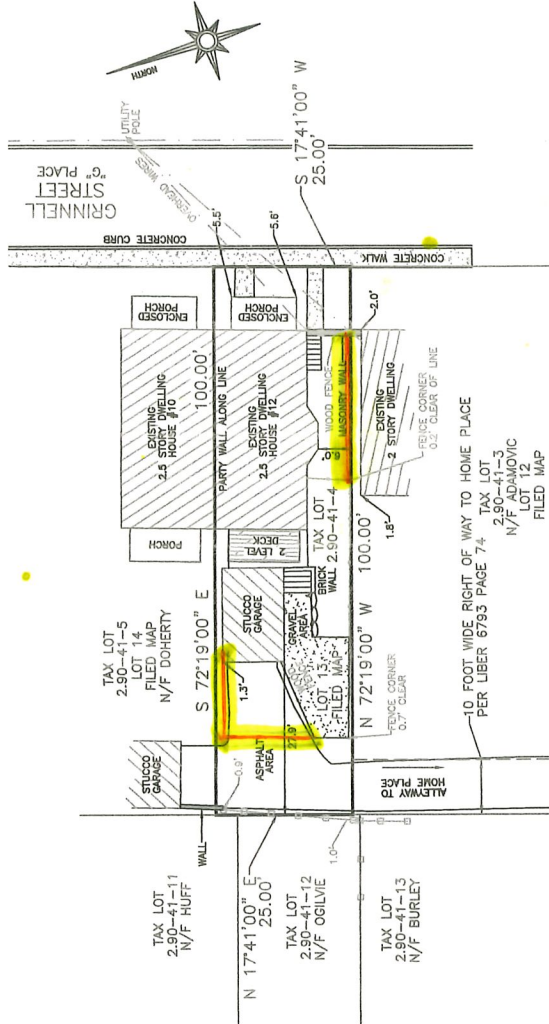 NORTH
UTILITY
POLE
GRINNELL
STREET
"G" PLACE
OVERHEAD WIRES
S 17°41'00" W
25.00'
CONCRETE CURB
CONCRETE WALK
5.5'
5.6'
2.0'
ENCLOSED
PORCH
ENCLOSED
PORCH
EXISTING
2.5 STORY DWELLING
HOUSE #10
100.00'
PARTY WALL ALONG LINE
EXISTING
2.5 STORY DWELLING
HOUSE #12
WOOD FENCE
MASONRY WALL
6.0'
EXISTING
2 STORY DWELLING
FENCE CORNER
0.2' CLEAR OF LINE
1.8'
PORCH
2 LEVEL
DECK
TAX LOT
2.90-41-4
BRICK
WALL
100.00'
N 72°19'00" W
S 72°19'00" E
STUCCO
GARAGE
GRAVEL
AREA
LOT 13
FILED MAP
TAX LOT
2.90-41-5
LOT 14
FILED MAP
N/F DOHERTY
1.3'
27.9'
FENCE CORNER
0.7' CLEAR
10 FOOT WIDE RIGHT OF WAY TO HOME PLACE
PER LIBER 6793 PAGE 74
TAX LOT
2.90-41-3
N/F ADAMOVIC
LOT 12
FILED MAP
STUCCO
GARAGE
0.9'
ASPHALT
AREA
ALLEYWAY TO
HOME PLACE
WALL
1.0'
TAX LOT
2.90-41-11
N/F HUFF
N 17°41'00" E
25.00'
TAX LOT
2.90-41-12
N/F OGILVIE
TAX LOT
2.90-41-13
N/F BURLEY